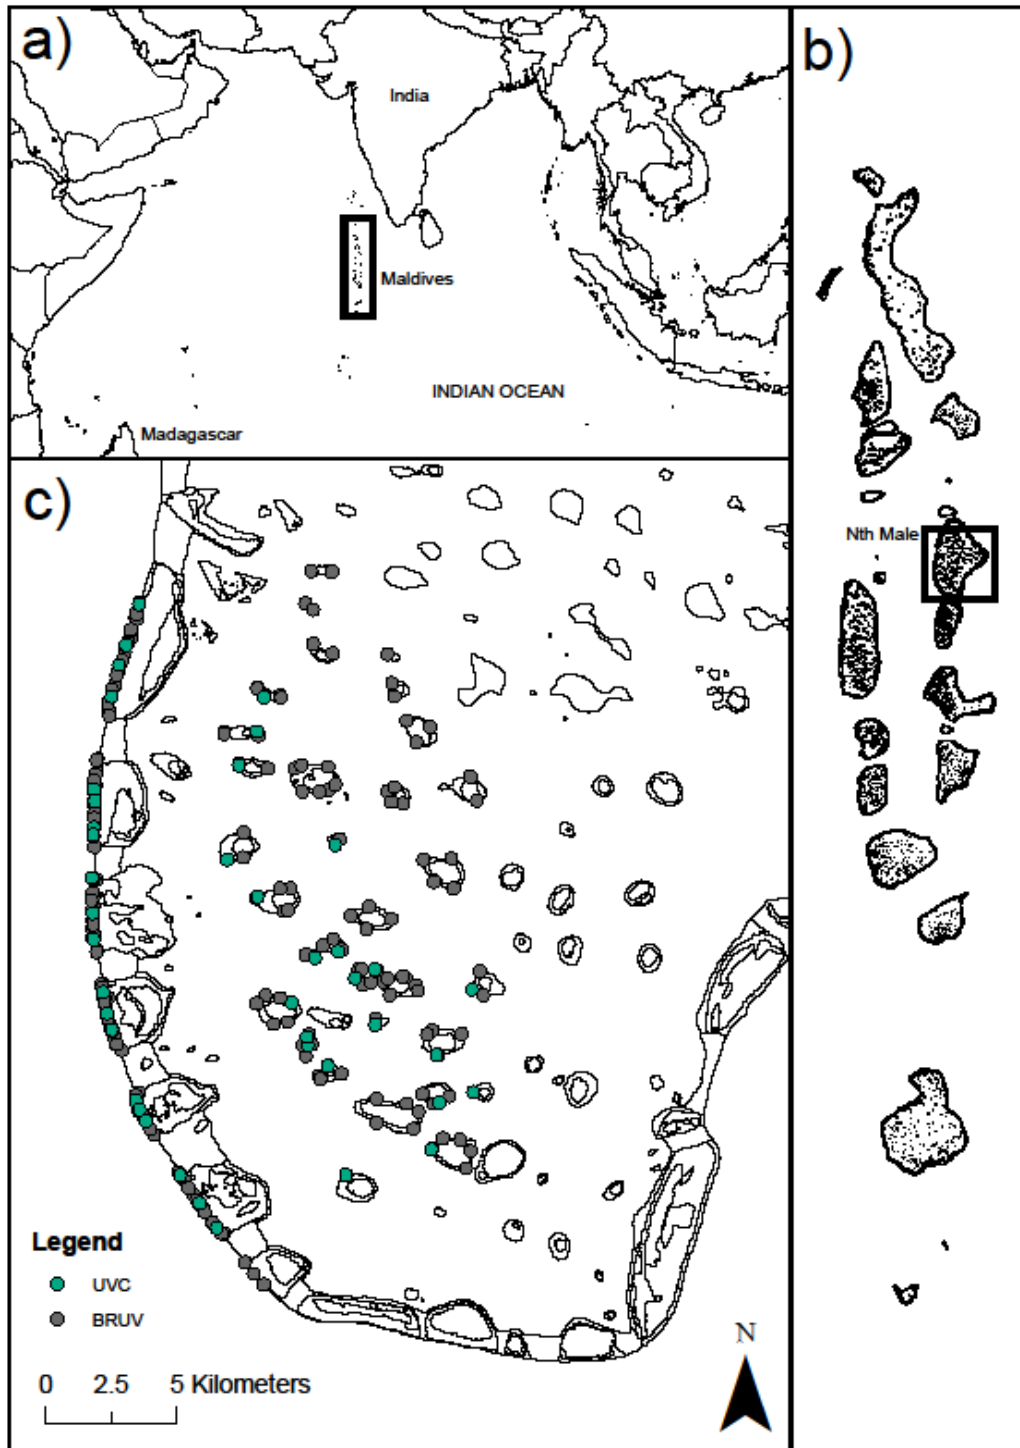 a)
India
Maldives
INDIAN OCEAN
Madagascar
b)
Nth Male
c)
Legend
UVC
BRUV
0 2.5 5 Kilometers
N